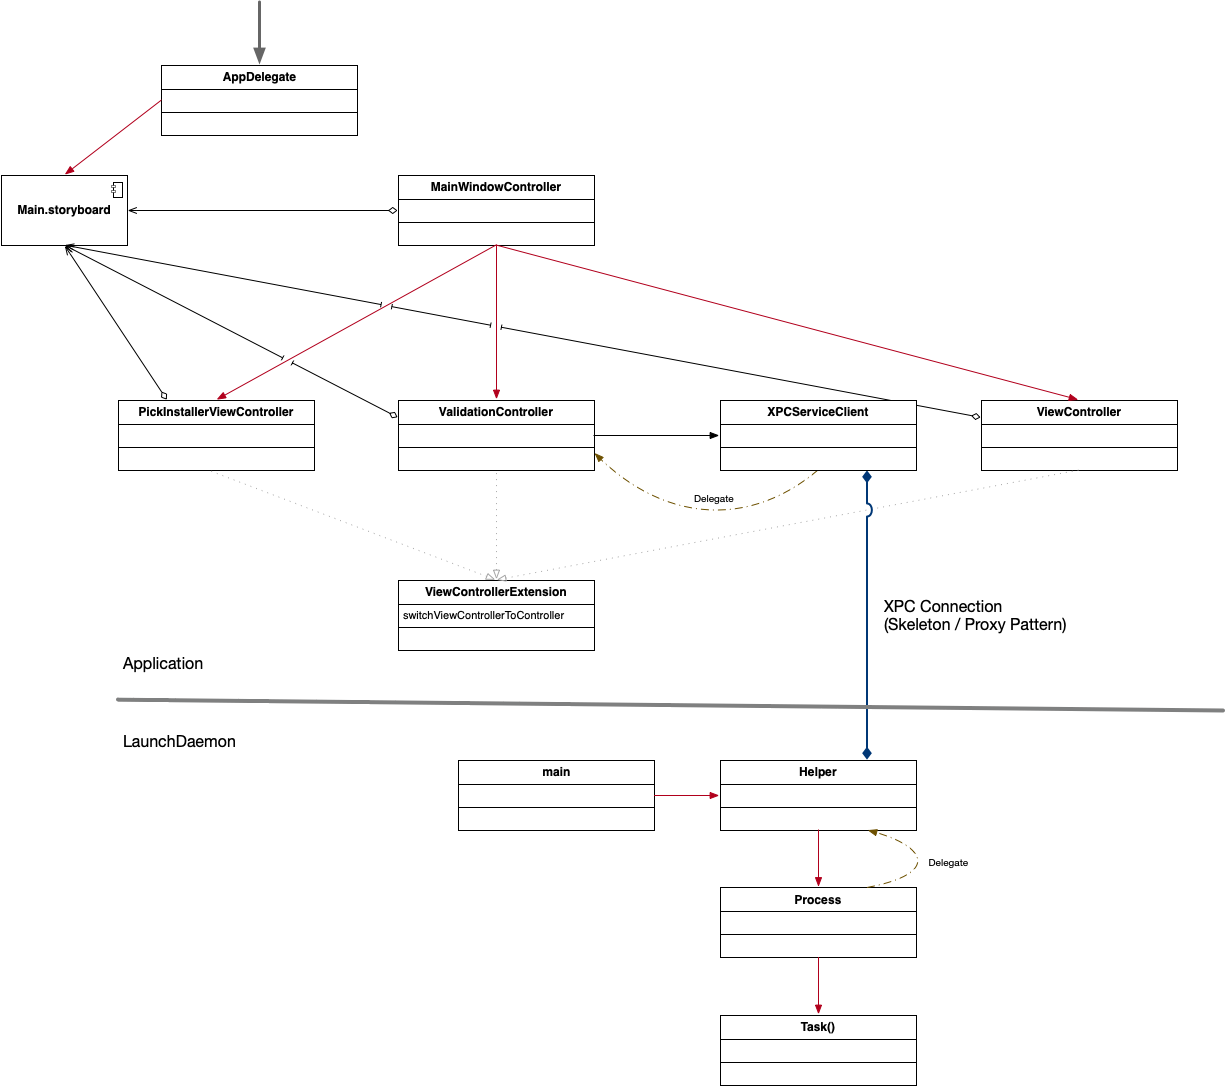 AppDelegate
Main.storyboard
MainWindowController
PickInstallerViewController
ValidationController
XPCServiceClient
ViewController
Delegate
ViewControllerExtension
switchViewControllerToController
XPC Connection
(Skeleton / Proxy Pattern)
Application
LaunchDaemon
main
Helper
Delegate
Process
Task()